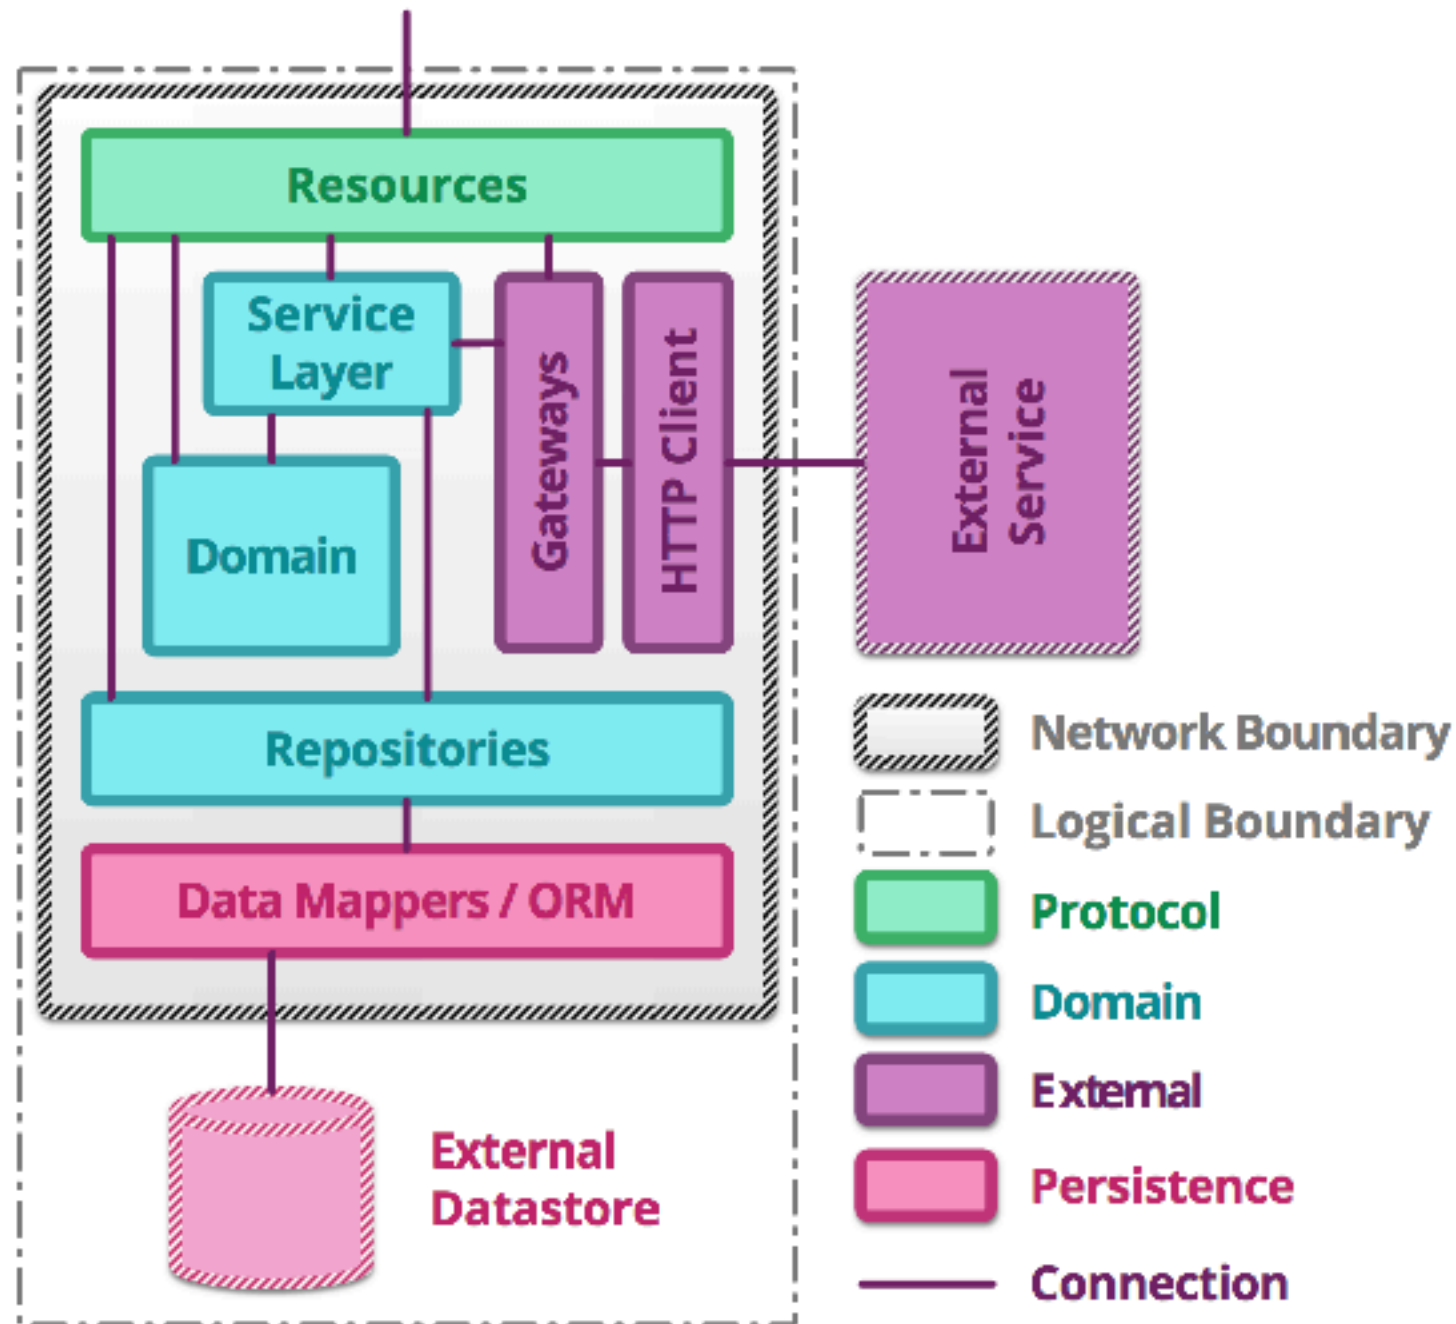 Resources
Service
Layer
Gateways
HTTP Client
External
Service
Domain
Repositories
Data Mappers / ORM
External
Datastore
Network Boundary
Logical Boundary
Protocol
Domain
External
Persistence
Connection